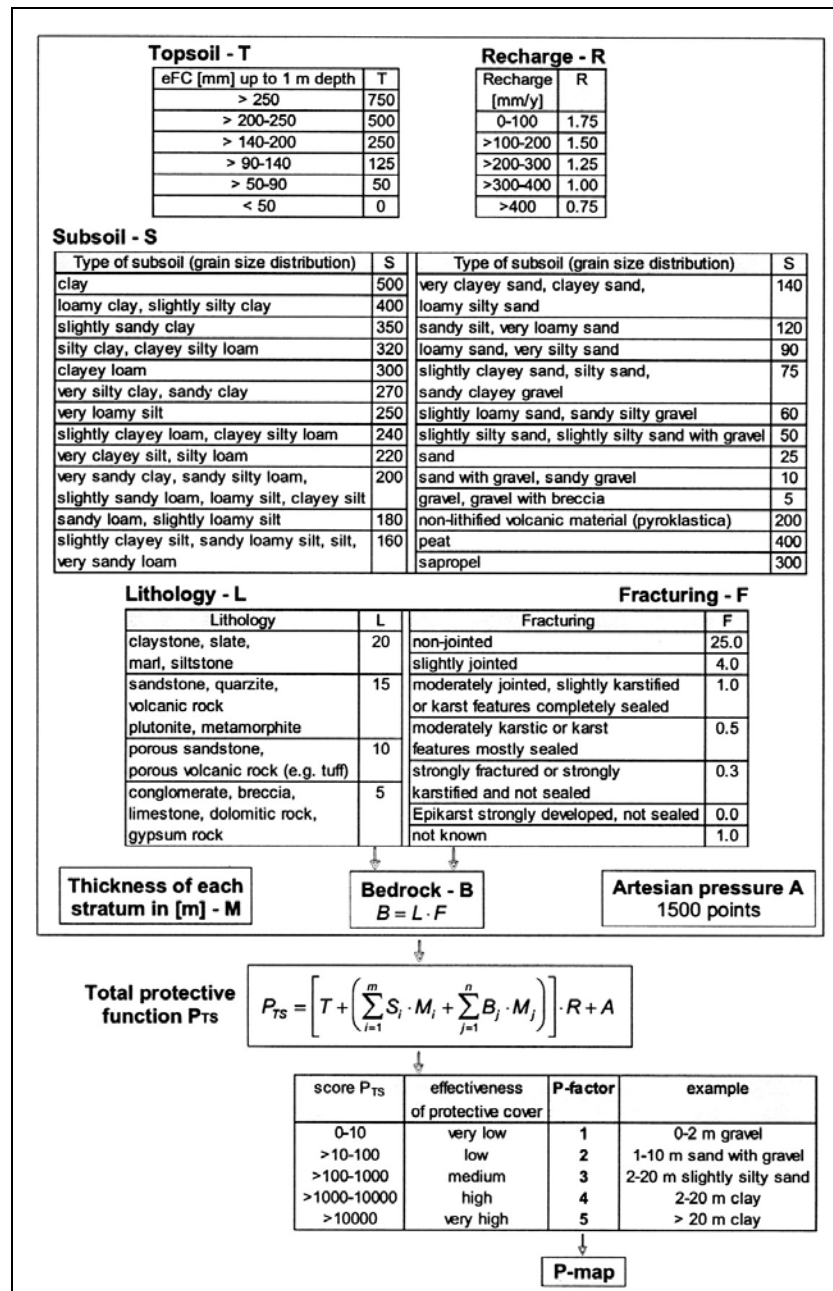 Topsoil - T
eFC [mm] up to 1 m depth T
> 250 750
> 200-250 500
> 140-200 250
> 90-140 125
> 50-90 50
< 50 0
Recharge - R
Recharge R
[mm/y]
0-100 1.75
>100-200 1.50
>200-300 1.25
>300-400 1.00
>400 0.75
Subsoil - S
Type of subsoil (grain size distribution) S
clay 500
loamy clay, slightly silty clay 400
slightly sandy clay 350
silty clay, clayey silty loam 320
clayey loam 300
very silty clay, sandy clay 270
very loamy silt 250
slightly clayey loam, clayey silty loam 240
very clayey silt, silty loam 220
very sandy clay, sandy silty loam, 200
slightly sandy loam, loamy silt, clayey silt
sandy loam, slightly loamy silt 180
slightly clayey silt, sandy loamy silt, silt, 160
very sandy loam
Type of subsoil (grain size distribution) S
very clayey sand, clayey sand, 140
loamy silty sand
sandy silt, very loamy sand 120
loamy sand, very silty sand 90
slightly clayey sand, silty sand, 75
sandy clayey gravel
slightly loamy sand, sandy silty gravel 60
slightly silty sand, slightly silty sand with gravel 50
sand 25
sand with gravel, sandy gravel 10
gravel, gravel with breccia 5
non-lithified volcanic material (pyroklastica) 200
peat 400
sapropel 300
Lithology - L
Lithology L
claystone, slate, 20
marl, siltstone
sandstone, quarzite, 15
volcanic rock
plutonite, metamorphite
porous sandstone, 10
porous volcanic rock (e.g. tuff)
conglomerate, breccia, 5
limestone, dolomitic rock,
gypsum rock
Fracturing - F
Fracturing F
non-jointed 25.0
slightly jointed 4.0
moderately jointed, slightly karstified 1.0
or karst features completely sealed
moderately karstic or karst 0.5
features mostly sealed
strongly fractured or strongly 0.3
karstified and not sealed
Epikarst strongly developed, not sealed 0.0
not known 1.0
Thickness of each
stratum in [m] - M
Bedrock - B
B = L · F
Artesian pressure A
1500 points
Total protective
function PTS
P_TS = [T + (∑_{i=1}^{m} S_i · M_i + ∑_{j=1}^{n} B_j · M_j)] · R + A
score PTS effectiveness P-factor example
of protective cover
0-10 very low 1 0-2 m gravel
>10-100 low 2 1-10 m sand with gravel
>100-1000 medium 3 2-20 m slightly silty sand
>1000-10000 high 4 2-20 m clay
>10000 very high 5 > 20 m clay
P-map